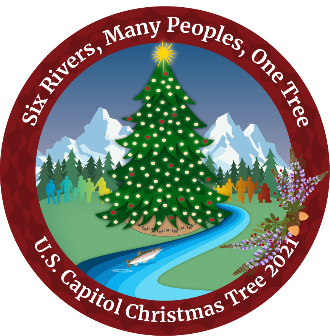 Six Rivers, Many Peoples, One Tree
U.S. Capitol Christmas Tree 2021